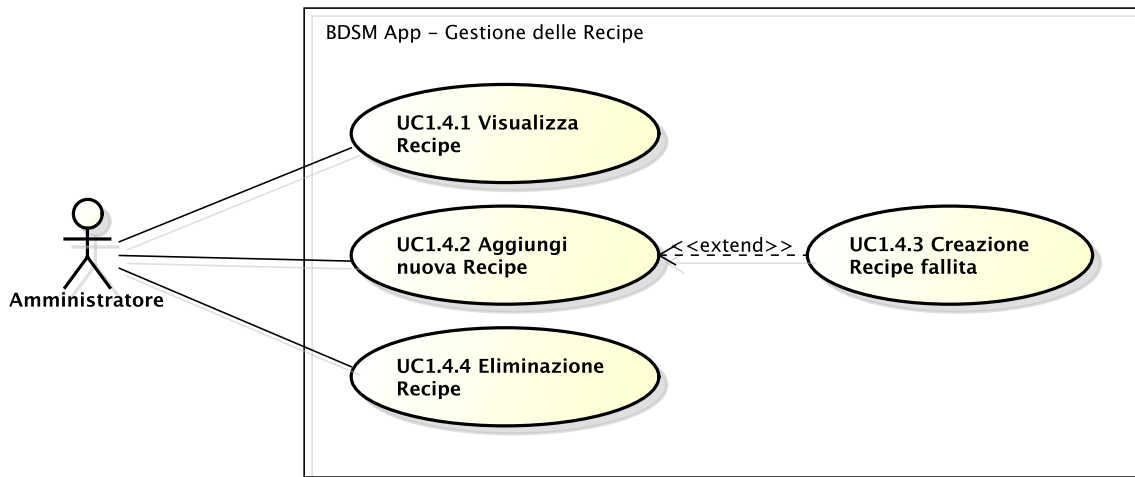 BDSM App – Gestione delle Recipe
UC1.4.1 Visualizza
Recipe
UC1.4.2 Aggiungi
nuova Recipe
<<extend>>
UC1.4.3 Creazione
Recipe fallita
Amministratore
UC1.4.4 Eliminazione
Recipe